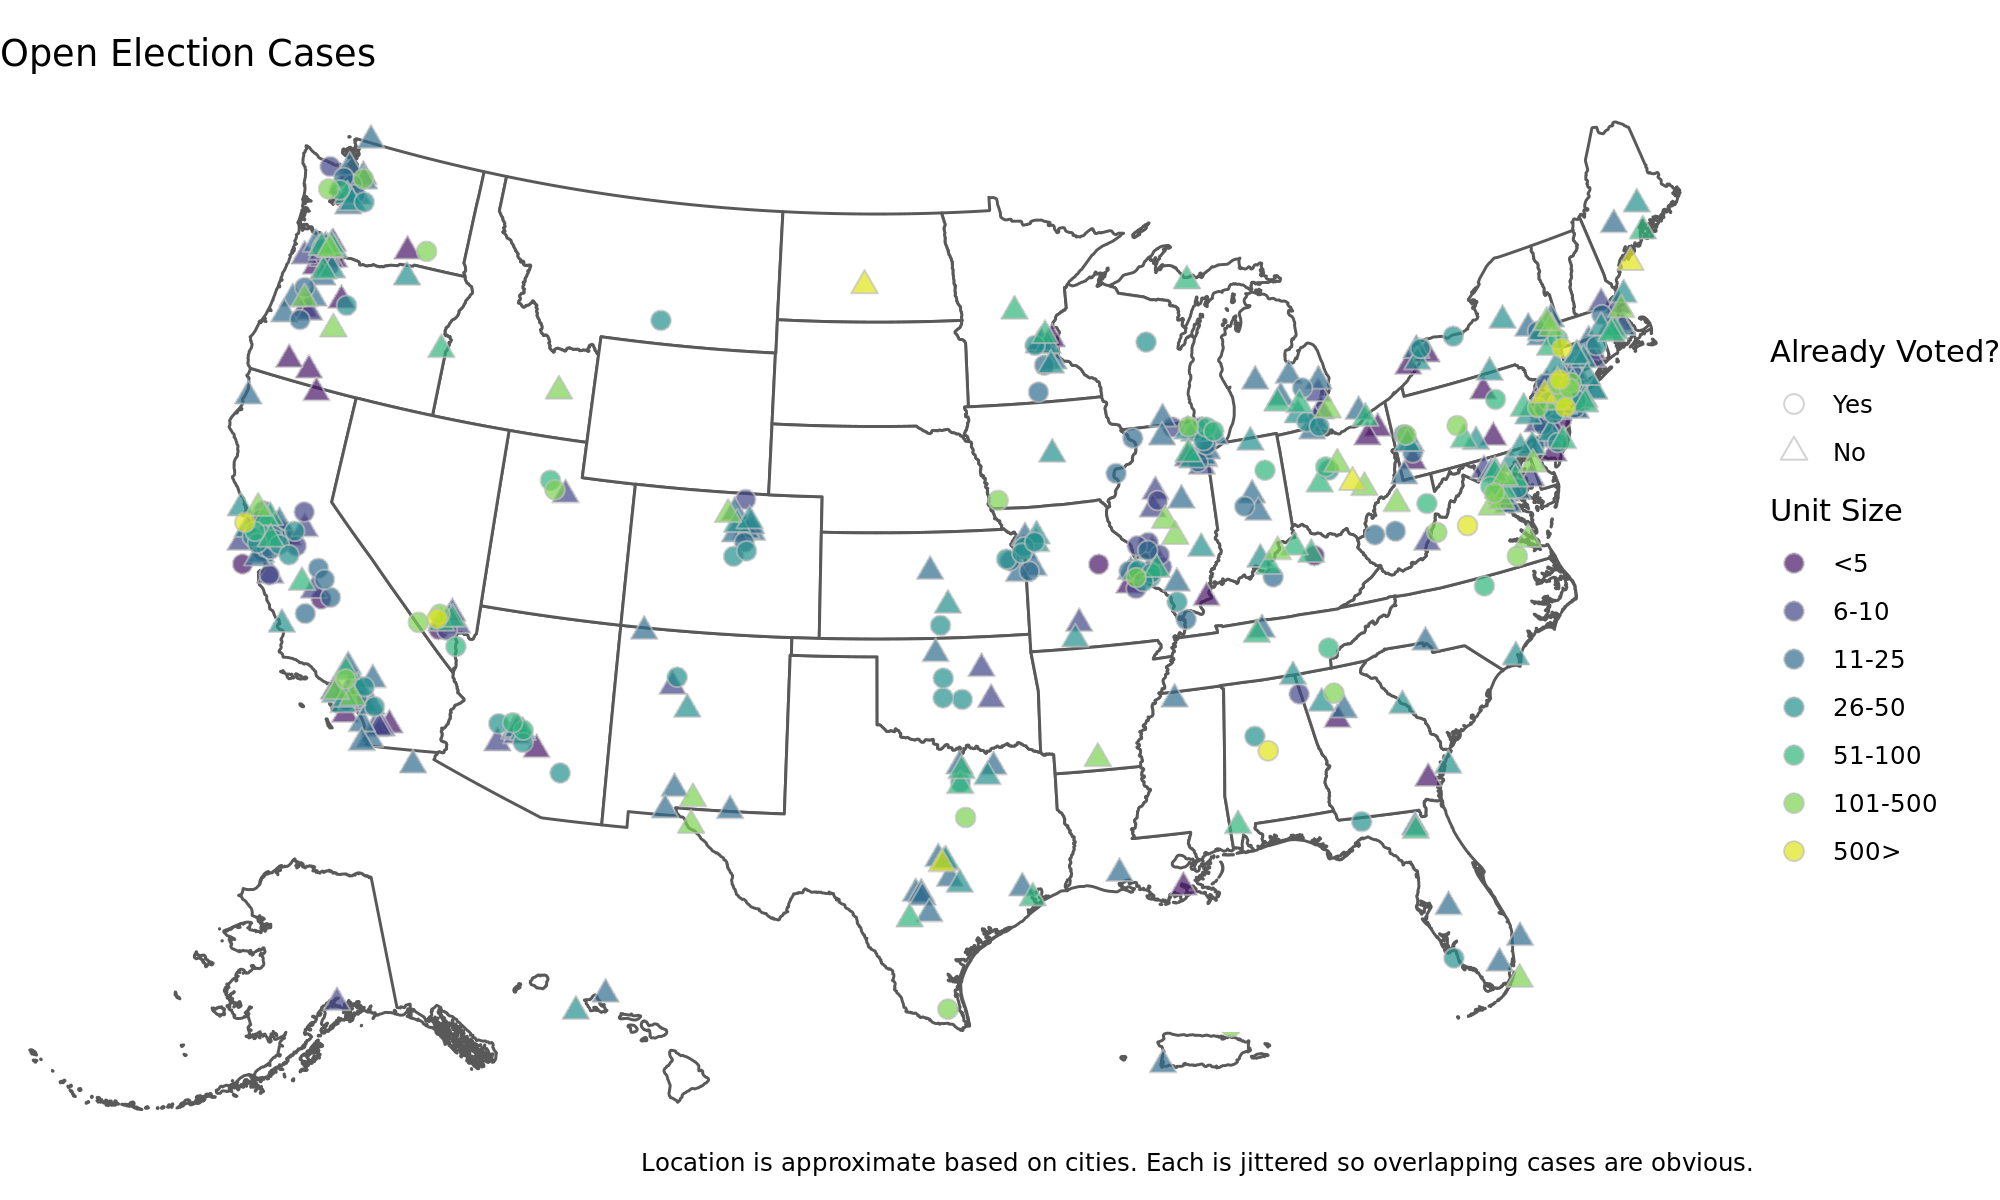 Open Election Cases
Already Voted?
Yes
No
Unit Size
<5
6-10
11-25
26-50
51-100
101-500
500>
Location is approximate based on cities. Each is jittered so overlapping cases are obvious.